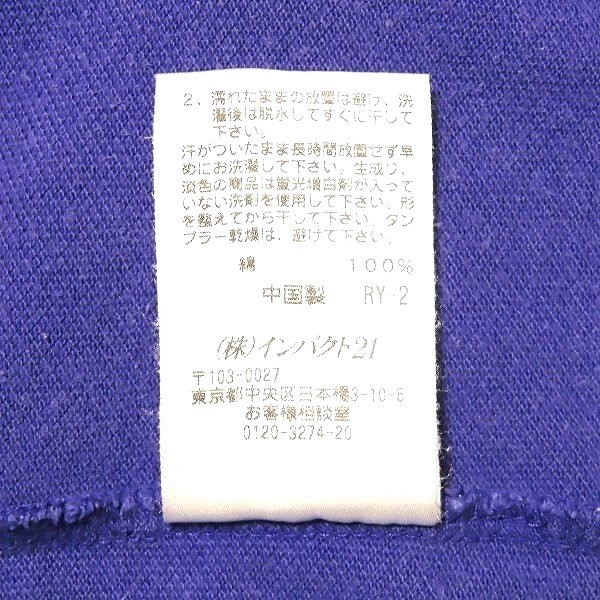 2、濡れたままの放置は避け、洗
濯後は脱水してすぐに干して
下さい。
汗がついたまま長時間放置せず早
めにお洗濯して下さい。生成り、
淡色の商品は蛍光増白剤が入って
いない洗剤を使用して下さい。形
を整えてから干して下さい。タン
ブラー乾燥は、避けて下さい。
綿 100%
中国製 RY-2
(株)インパクト21
〒103-0027
東京都中央区日本橋3-10-5
お客様相談室
0120-3274-20